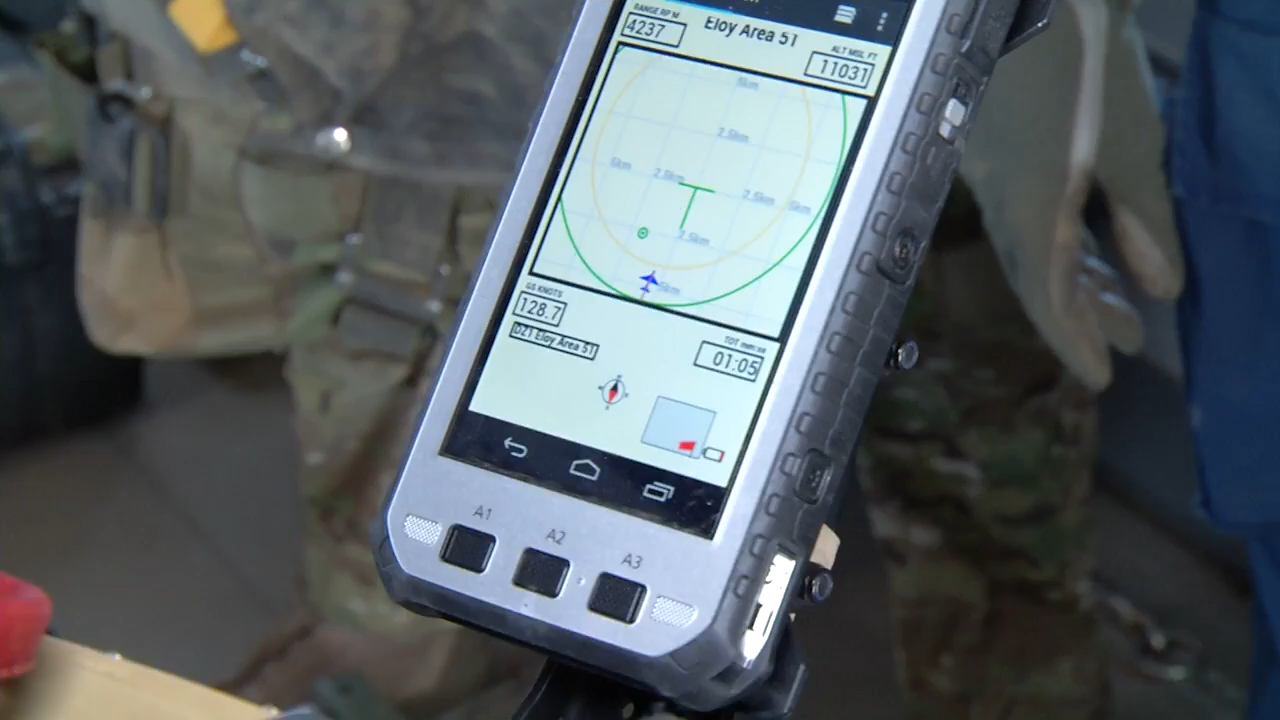 RANGE RP M
4237
Eloy Area 51
ALT MSL FT
11031
5km
2.5km
5km
2.5km
2.5km
5km
2.5km
5km
GS KNOTS
128.7
DZ1 Eloy Area 51
TOT mm:ss
01:05
A1
A2
A3